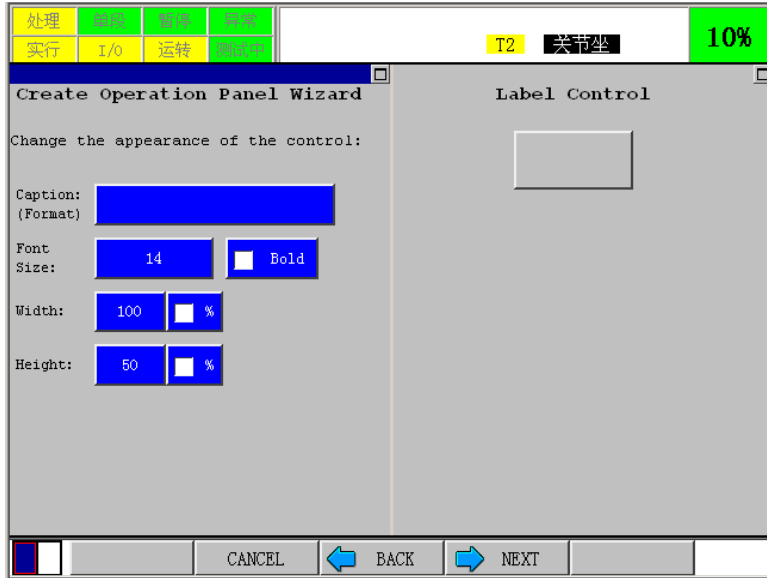 处理 单段 暂停 异常
实行 I/O 运转 测试中
T2 关节坐
10%
Create Operation Panel Wizard
Label Control
Change the appearance of the control:
Caption:
(Format)
Font
Size:
14
Bold
Width:
100
%
Height:
50
%
CANCEL BACK NEXT